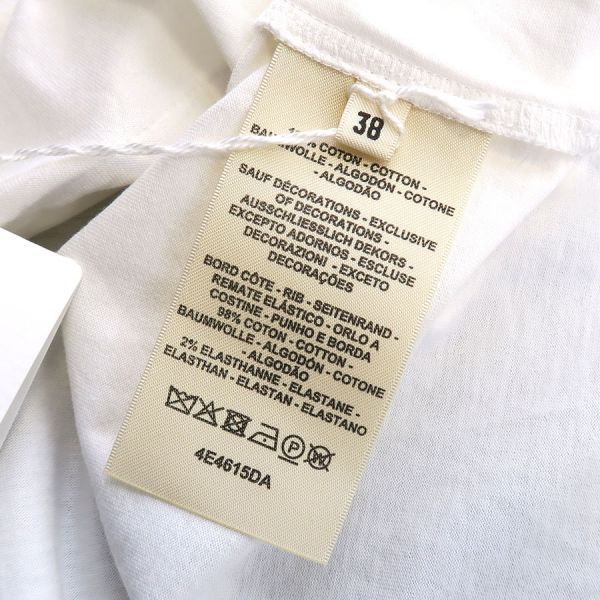 38
COTON - COTTON -
BAUMWOLLE - ALGODÓN - COTONE
- ALGODÃO
SAUF DÉCORATIONS - EXCLUSIVE
OF DECORATIONS -
AUSSCHLIESSLICH DEKORS -
EXCEPTO ADORNOS - ESCLUSE
DECORAZIONI - EXCETO
DECORAÇÕES
BORD CÔTE - RIB - SEITENRAND -
REMATE ELÁSTICO - ORLO A
COSTINE - PUNHO E BORDA
98% COTON - COTTON -
BAUMWOLLE - ALGODÓN - COTONE
- ALGODÃO
2% ELASTHANNE - ELASTANE -
ELASTHAN - ELASTAN - ELASTANO
4E4615DA